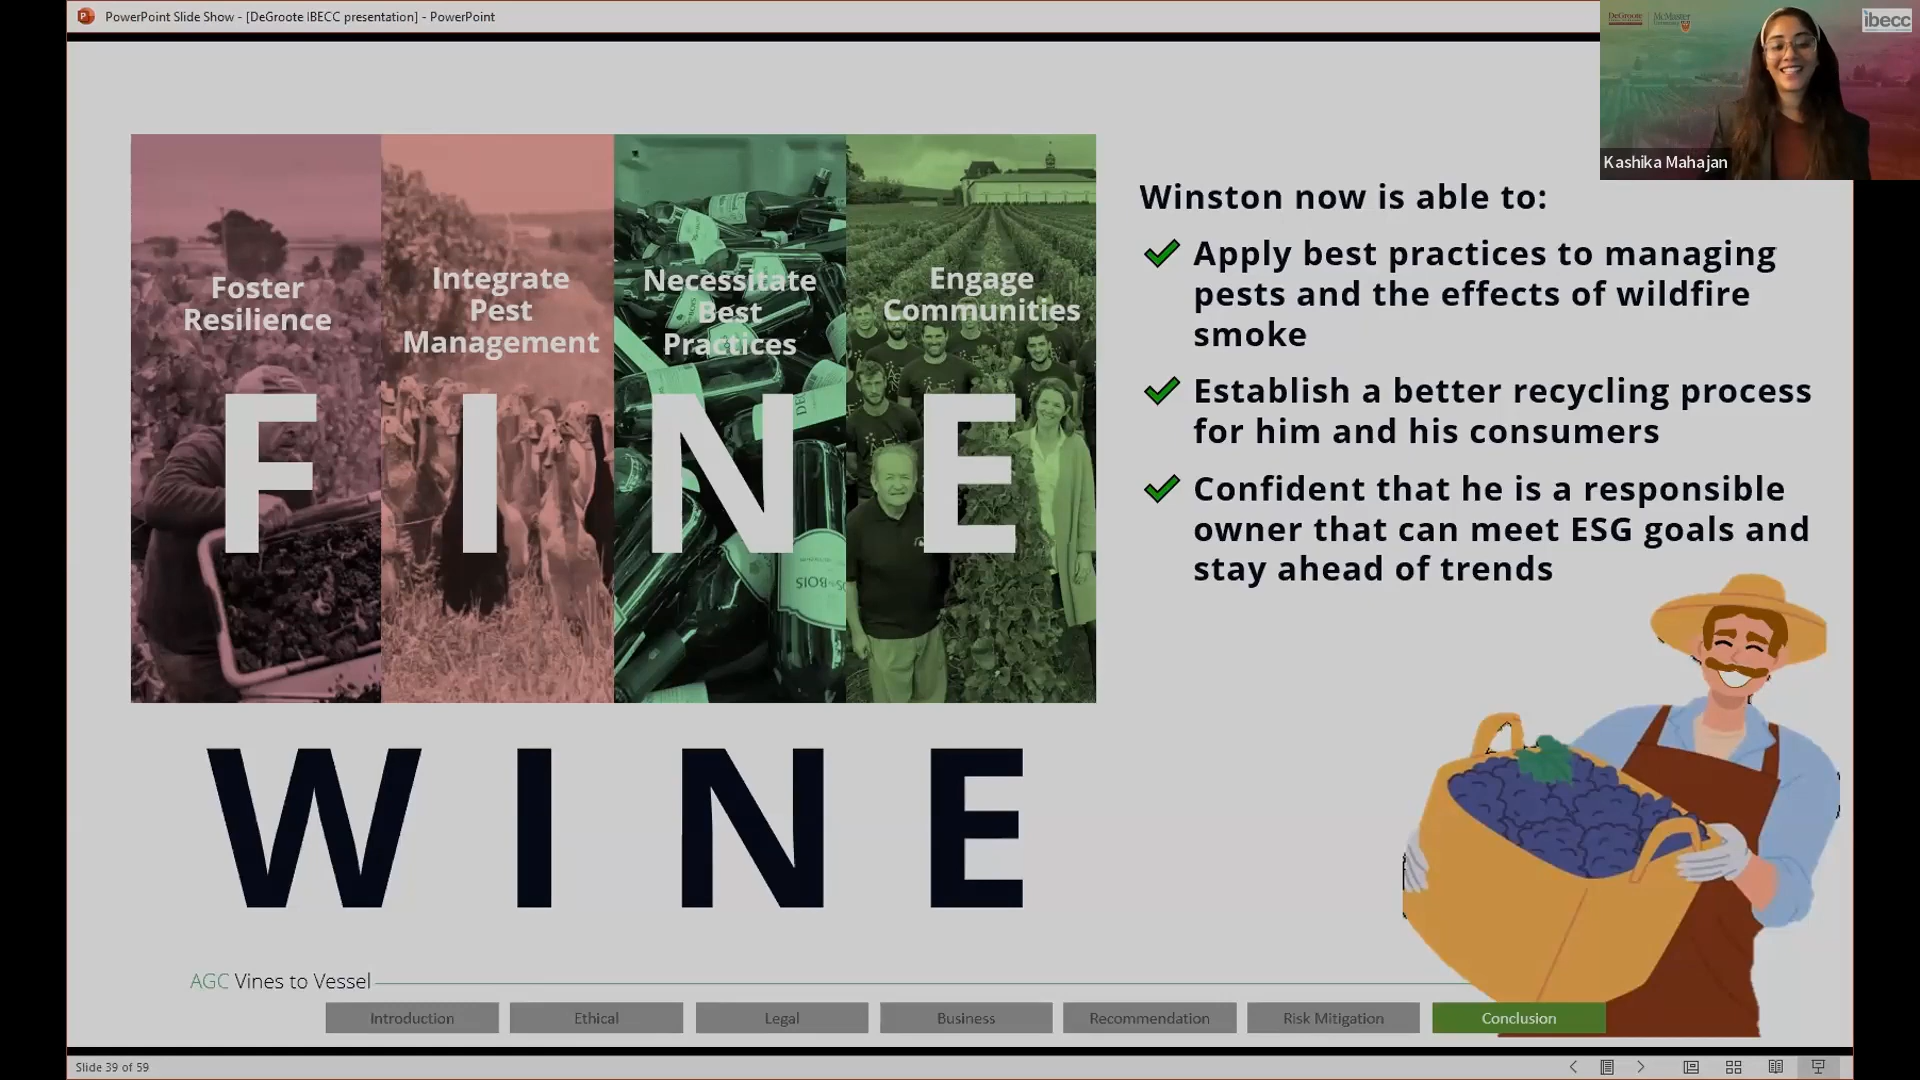 PowerPoint Slide Show - [DeGroote IBECC presentation] - PowerPoint
DeGroote
McMaster
University
ibecc
Kashika Mahajan
Foster
Resilience
Integrate
Pest
Management
Necessitate
Best
Practices
Engage
Communities
F I N E
W I N E
Winston now is able to:
Apply best practices to managing
pests and the effects of wildfire
smoke
Establish a better recycling process
for him and his consumers
Confident that he is a responsible
owner that can meet ESG goals and
stay ahead of trends
AGC Vines to Vessel
Introduction
Ethical
Legal
Business
Recommendation
Risk Mitigation
Conclusion
Slide 39 of 59